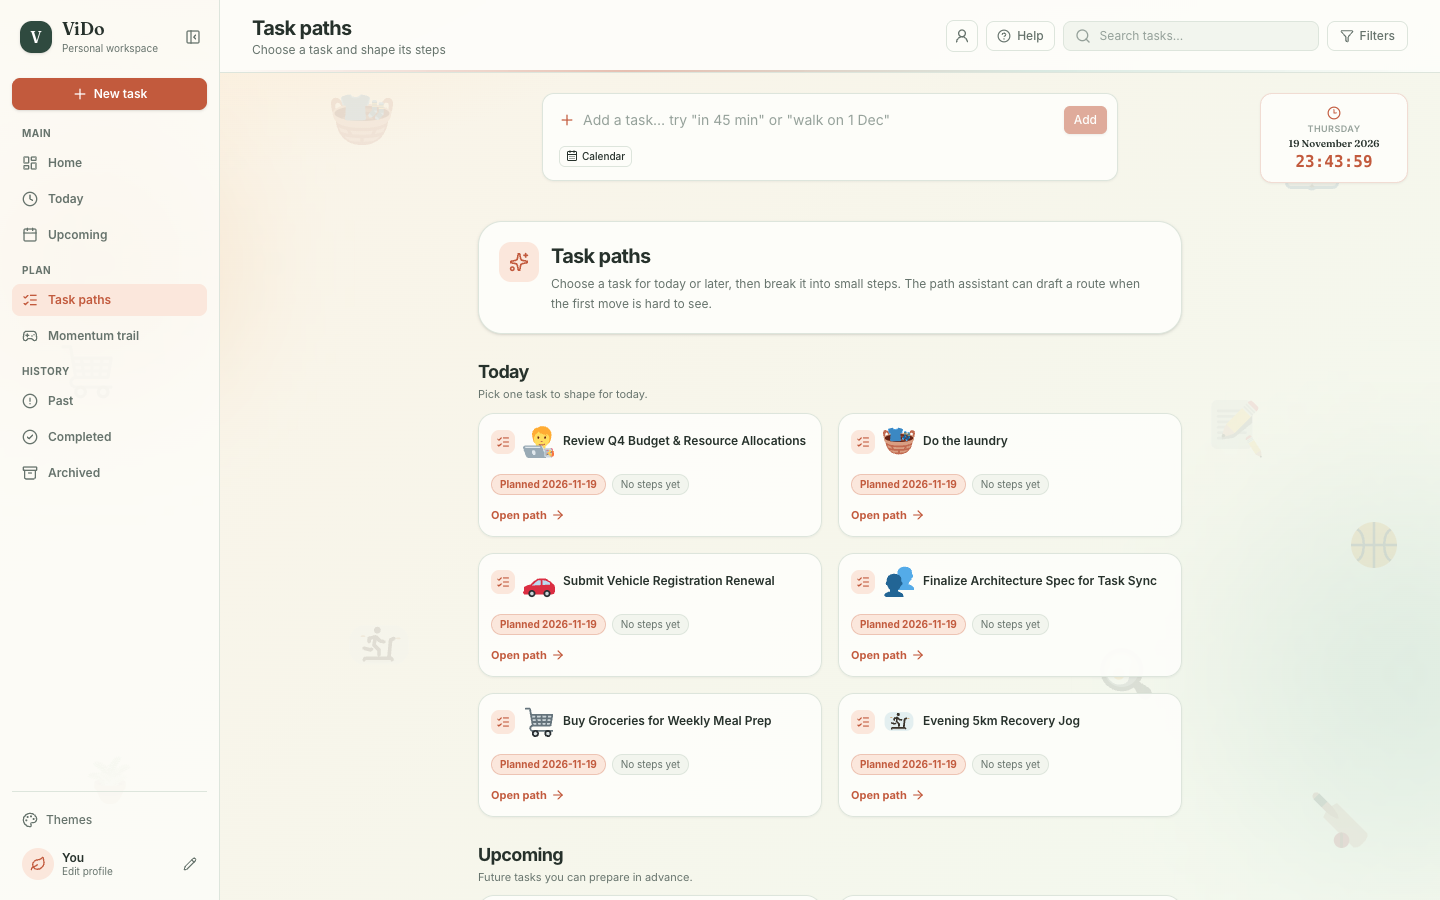 V
ViDo
Personal workspace
New task
MAIN
Home
Today
Upcoming
PLAN
Task paths
Momentum trail
HISTORY
Past
Completed
Archived
Themes
You
Edit profile
Task paths
Choose a task and shape its steps
Help
Search tasks...
Filters
Add a task... try "in 45 min" or "walk on 1 Dec"
Add
Calendar
THURSDAY
19 November 2026
23:43:59
Task paths
Choose a task for today or later, then break it into small steps. The path assistant can draft a route when
the first move is hard to see.
Today
Pick one task to shape for today.
Review Q4 Budget & Resource Allocations
Planned 2026-11-19
No steps yet
Open path
Do the laundry
Planned 2026-11-19
No steps yet
Open path
Submit Vehicle Registration Renewal
Planned 2026-11-19
No steps yet
Open path
Finalize Architecture Spec for Task Sync
Planned 2026-11-19
No steps yet
Open path
Buy Groceries for Weekly Meal Prep
Planned 2026-11-19
No steps yet
Open path
Evening 5km Recovery Jog
Planned 2026-11-19
No steps yet
Open path
Upcoming
Future tasks you can prepare in advance.